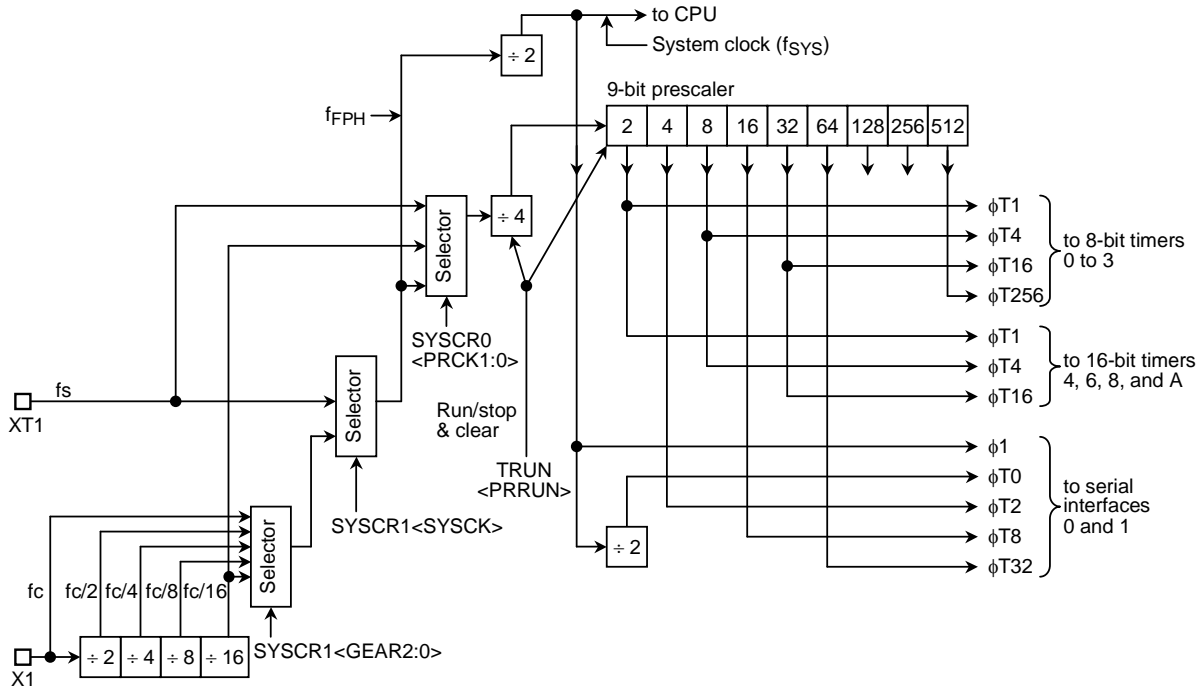 to CPU
System clock (fSYS)
÷ 2
9-bit prescaler
fFPH
2 4 8 16 32 64 128 256 512
÷ 4
Selector
ϕT1
ϕT4
ϕT16
ϕT256
to 8-bit timers
0 to 3
SYSCR0
<PRCK1:0>
ϕT1
ϕT4
ϕT16
to 16-bit timers
4, 6, 8, and A
fs
XT1
Selector
Run/stop
& clear
TRUN
<PRRUN>
SYSCR1<SYSCK>
ϕ1
ϕT0
ϕT2
ϕT8
ϕT32
to serial
interfaces
0 and 1
÷ 2
Selector
fc fc/2 fc/4 fc/8 fc/16
SYSCR1<GEAR2:0>
X1
÷ 2 ÷ 4 ÷ 8 ÷ 16